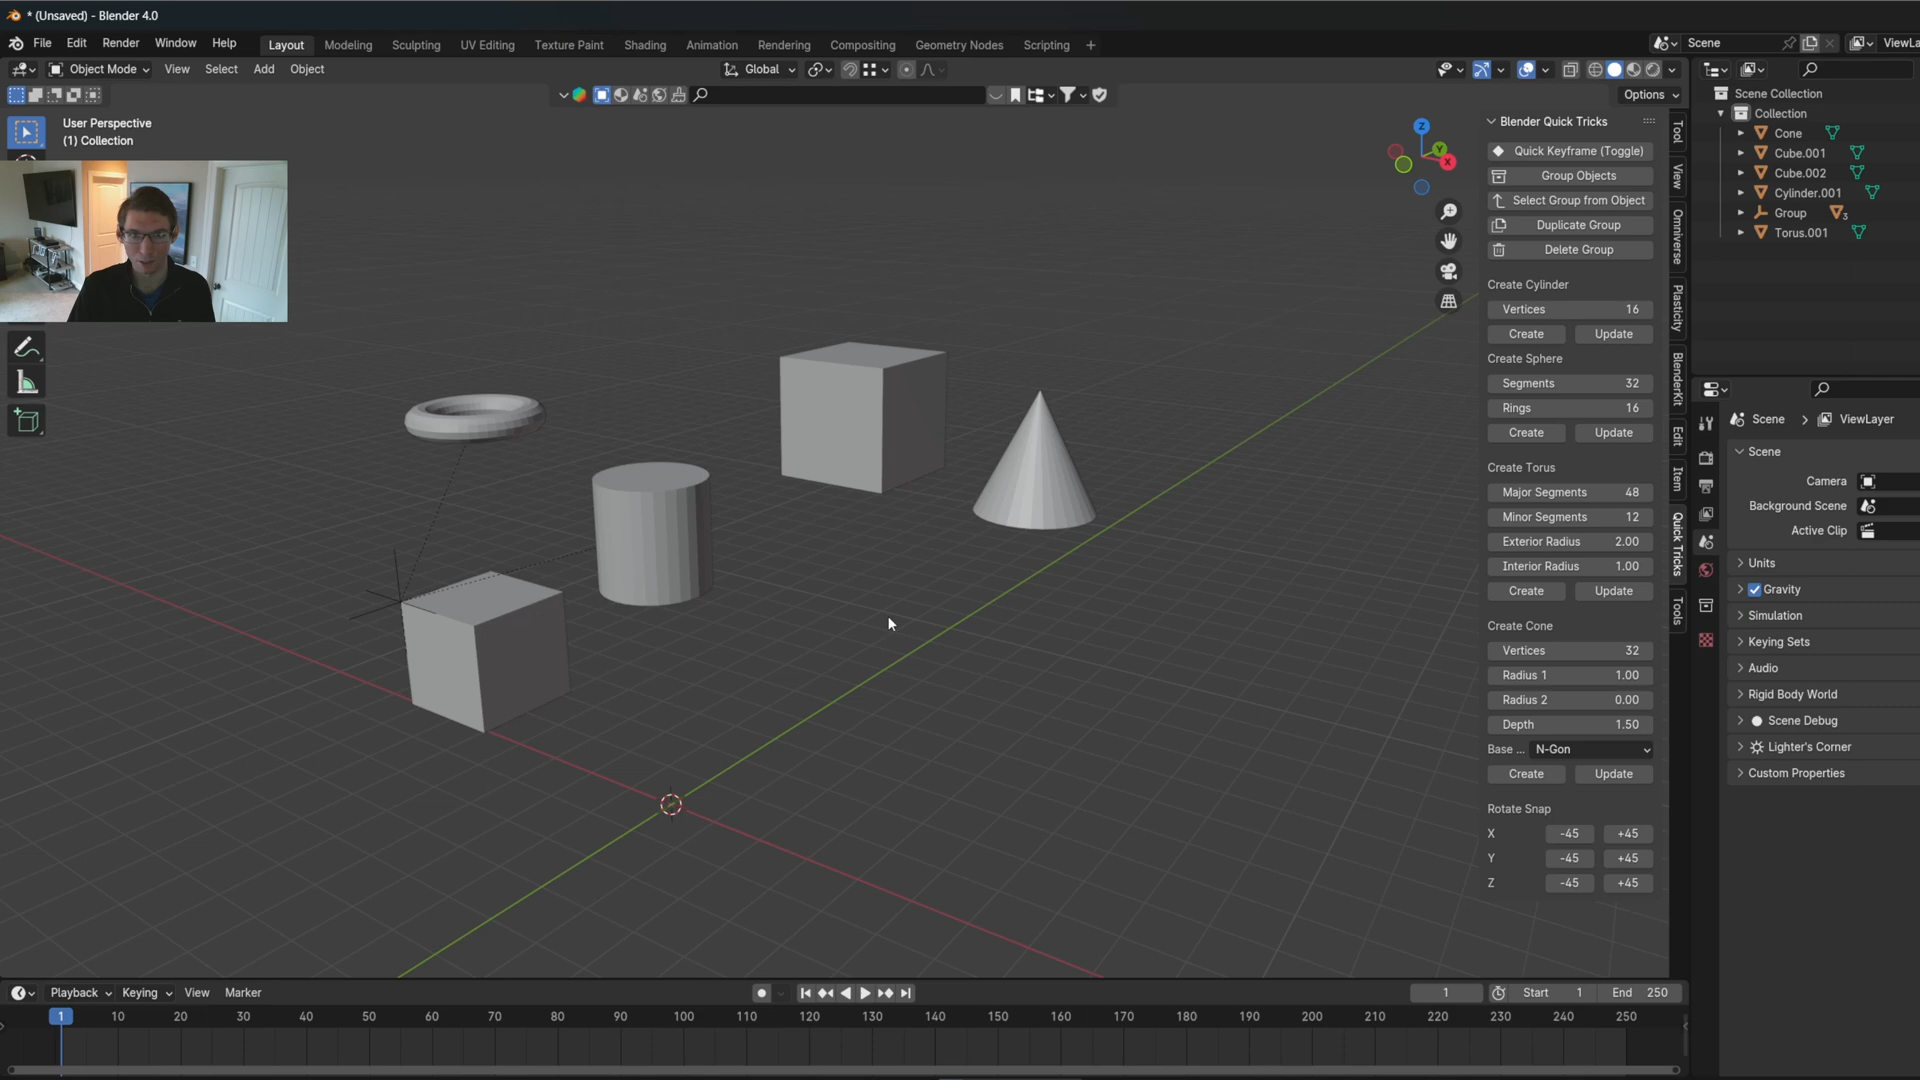 * (Unsaved) - Blender 4.0
File Edit Render Window Help Layout Modeling Sculpting UV Editing Texture Paint Shading Animation Rendering Compositing Geometry Nodes Scripting +
Scene ViewLa
Object Mode View Select Add Object Global
Options
User Perspective
(1) Collection
Z
Y
X
Blender Quick Tricks
Quick Keyframe (Toggle)
Group Objects
Select Group from Object
Duplicate Group
Delete Group
Create Cylinder
Vertices 16
Create Update
Create Sphere
Segments 32
Rings 16
Create Update
Create Torus
Major Segments 48
Minor Segments 12
Exterior Radius 2.00
Interior Radius 1.00
Create Update
Create Cone
Vertices 32
Radius 1 1.00
Radius 2 0.00
Depth 1.50
Base ... N-Gon
Create Update
Rotate Snap
X -45 +45
Y -45 +45
Z -45 +45
Tool
View
Omniverse
Plasticity
BlenderKit
Edit
Item
Quick Tricks
Tools
Scene Collection
Collection
Cone
Cube.001
Cube.002
Cylinder.001
Group 3
Torus.001
Scene > ViewLayer
Scene
Camera
Background Scene
Active Clip
Units
Gravity
Simulation
Keying Sets
Audio
Rigid Body World
Scene Debug
Lighter's Corner
Custom Properties
Playback Keying View Marker
1 Start 1 End 250
1 10 20 30 40 50 60 70 80 90 100 110 120 130 140 150 160 170 180 190 200 210 220 230 240 250